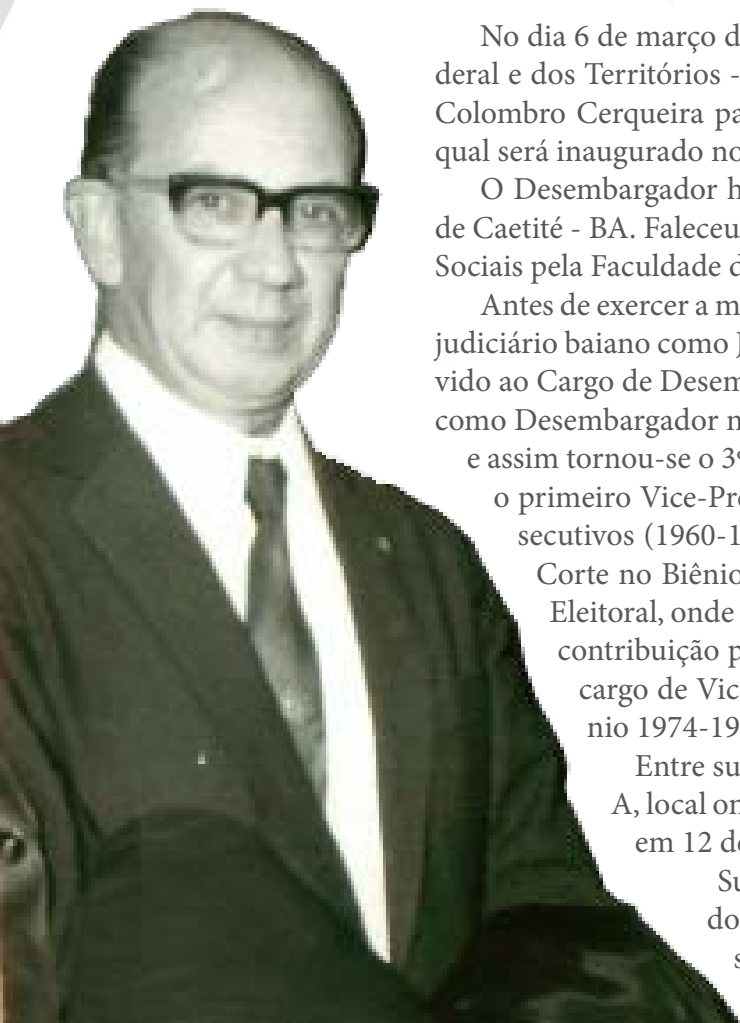 No dia 6 de março d
deral e dos Territórios -
Colombro Cerqueira pa
qual será inaugurado no
O Desembargador h
de Caetité - BA. Faleceu
Sociais pela Faculdade d
Antes de exercer a m
judiciário baiano como J
vido ao Cargo de Desem
como Desembargador n
e assim tornou-se o 3º
o primeiro Vice-Pre
secutivos (1960-1
Corte no Biênio
Eleitoral, onde
contribuição p
cargo de Vic
nio 1974-19
Entre su
A, local on
em 12 de
Su
do
s